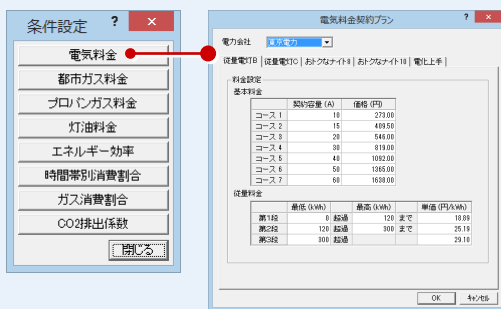 条件設定 ? ×
電気料金
都市ガス料金
プロパンガス料金
灯油料金
エネルギー効率
時間帯別消費割合
ガス消費割合
CO2排出係数
閉じる
電気料金契約プラン ? ×
電力会社 東京電力
従量電灯B 従量電灯C おトクなナイト8 おトクなナイト10 電化上手
料金設定
基本料金
契約容量 (A) 価格 (円)
コース 1 10 273.00
コース 2 15 409.50
コース 3 20 546.00
コース 4 30 819.00
コース 5 40 1092.00
コース 6 50 1365.00
コース 7 60 1638.00
従量料金
最低 (kWh) 最高 (kWh) 単価 (円/kWh)
第1段 0 超過 120 まで 18.89
第2段 120 超過 300 まで 25.19
第3段 300 超過 29.10
OK キャンセル